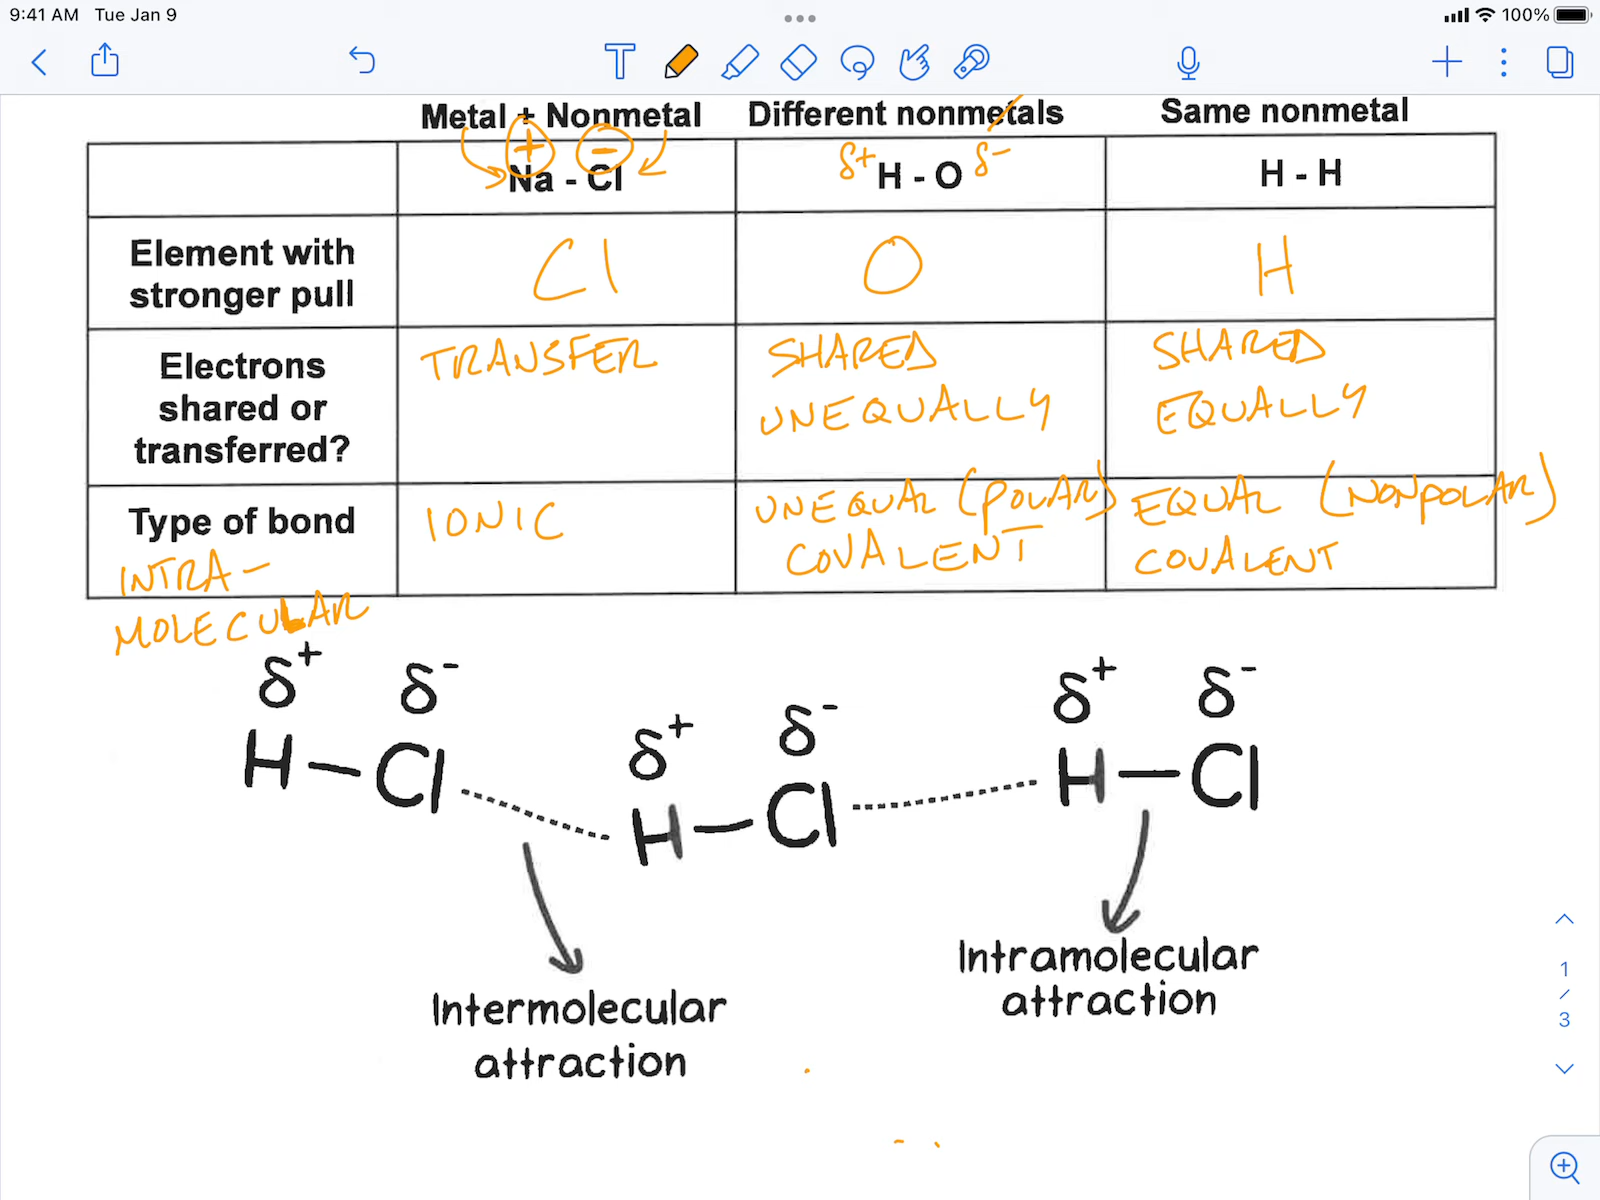 9:41 AM Tue Jan 9
100%
T
Metal + Nonmetal Different nonmetals Same nonmetal
+ −
Na - Cl
δ+ H - O δ-
H - H
Element with
stronger pull
Cl
O
H
Electrons
shared or
transferred?
TRANSFER
SHARED
UNEQUALLY
SHARED
EQUALLY
Type of bond
INTRA-
MOLECULAR
IONIC
UNEQUAL (POLAR)
COVALENT
EQUAL (NONPOLAR)
COVALENT
δ+ δ-
H - Cl
δ+ δ-
H - Cl
δ+ δ-
H - Cl
Intermolecular
attraction
Intramolecular
attraction
1
/
3